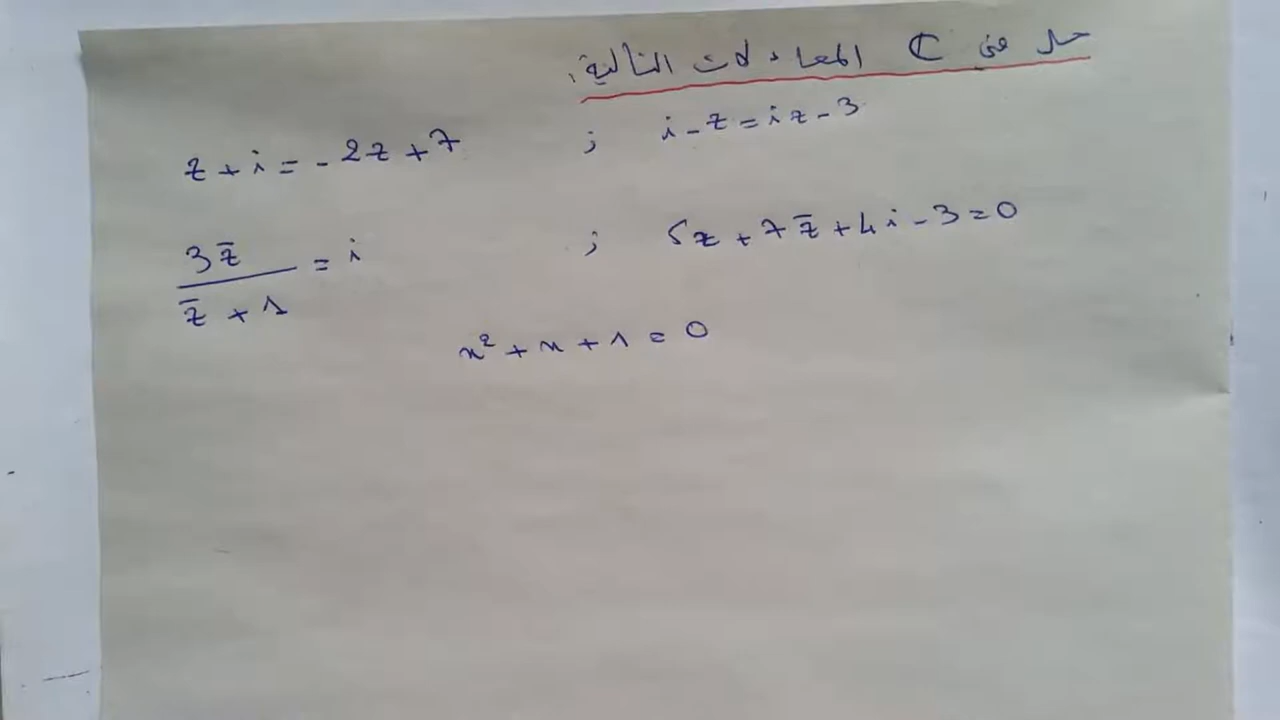 حل في C المعادلات التالية:
z + i = -2z + 7 ; i - z = iz - 3
3z̄ / z̄ + 1 = i ; 5z + 7z̄ + 4i - 3 = 0
x² + x + 1 = 0